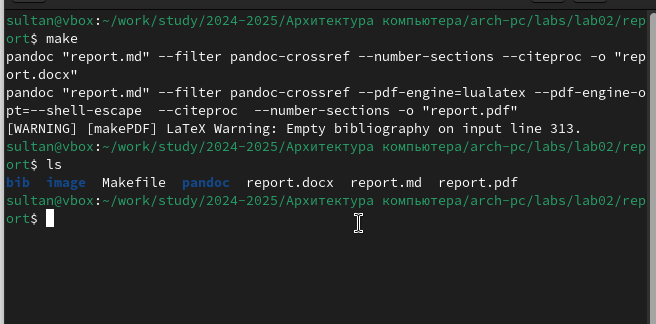 sultan@vbox:~/work/study/2024-2025/Архитектура компьютера/arch-pc/labs/lab02/rep
ort$ make
pandoc "report.md" --filter pandoc-crossref --number-sections --citeproc -o "rep
ort.docx"
pandoc "report.md" --filter pandoc-crossref --pdf-engine=lualatex --pdf-engine-o
pt=--shell-escape  --citeproc  --number-sections -o "report.pdf"
[WARNING] [makePDF] LaTeX Warning: Empty bibliography on input line 313.
sultan@vbox:~/work/study/2024-2025/Архитектура компьютера/arch-pc/labs/lab02/rep
ort$ ls
bib  image  Makefile  pandoc  report.docx  report.md  report.pdf
sultan@vbox:~/work/study/2024-2025/Архитектура компьютера/arch-pc/labs/lab02/rep
ort$